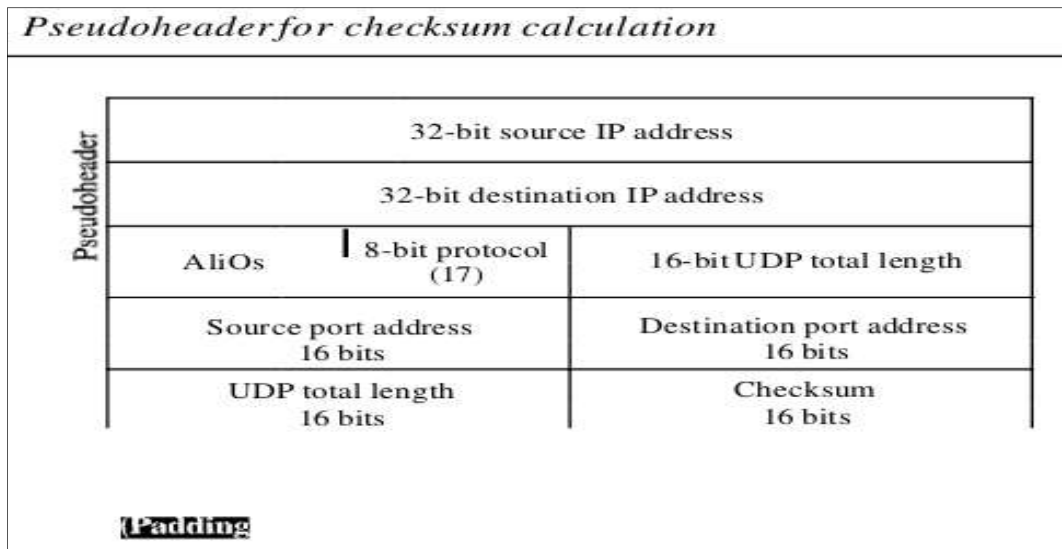 Pseudoheader for checksum calculation
Pseudoheader
32-bit source IP address
32-bit destination IP address
AliOs
8-bit protocol
(17)
16-bit UDP total length
Source port address
16 bits
Destination port address
16 bits
UDP total length
16 bits
Checksum
16 bits
(Padding